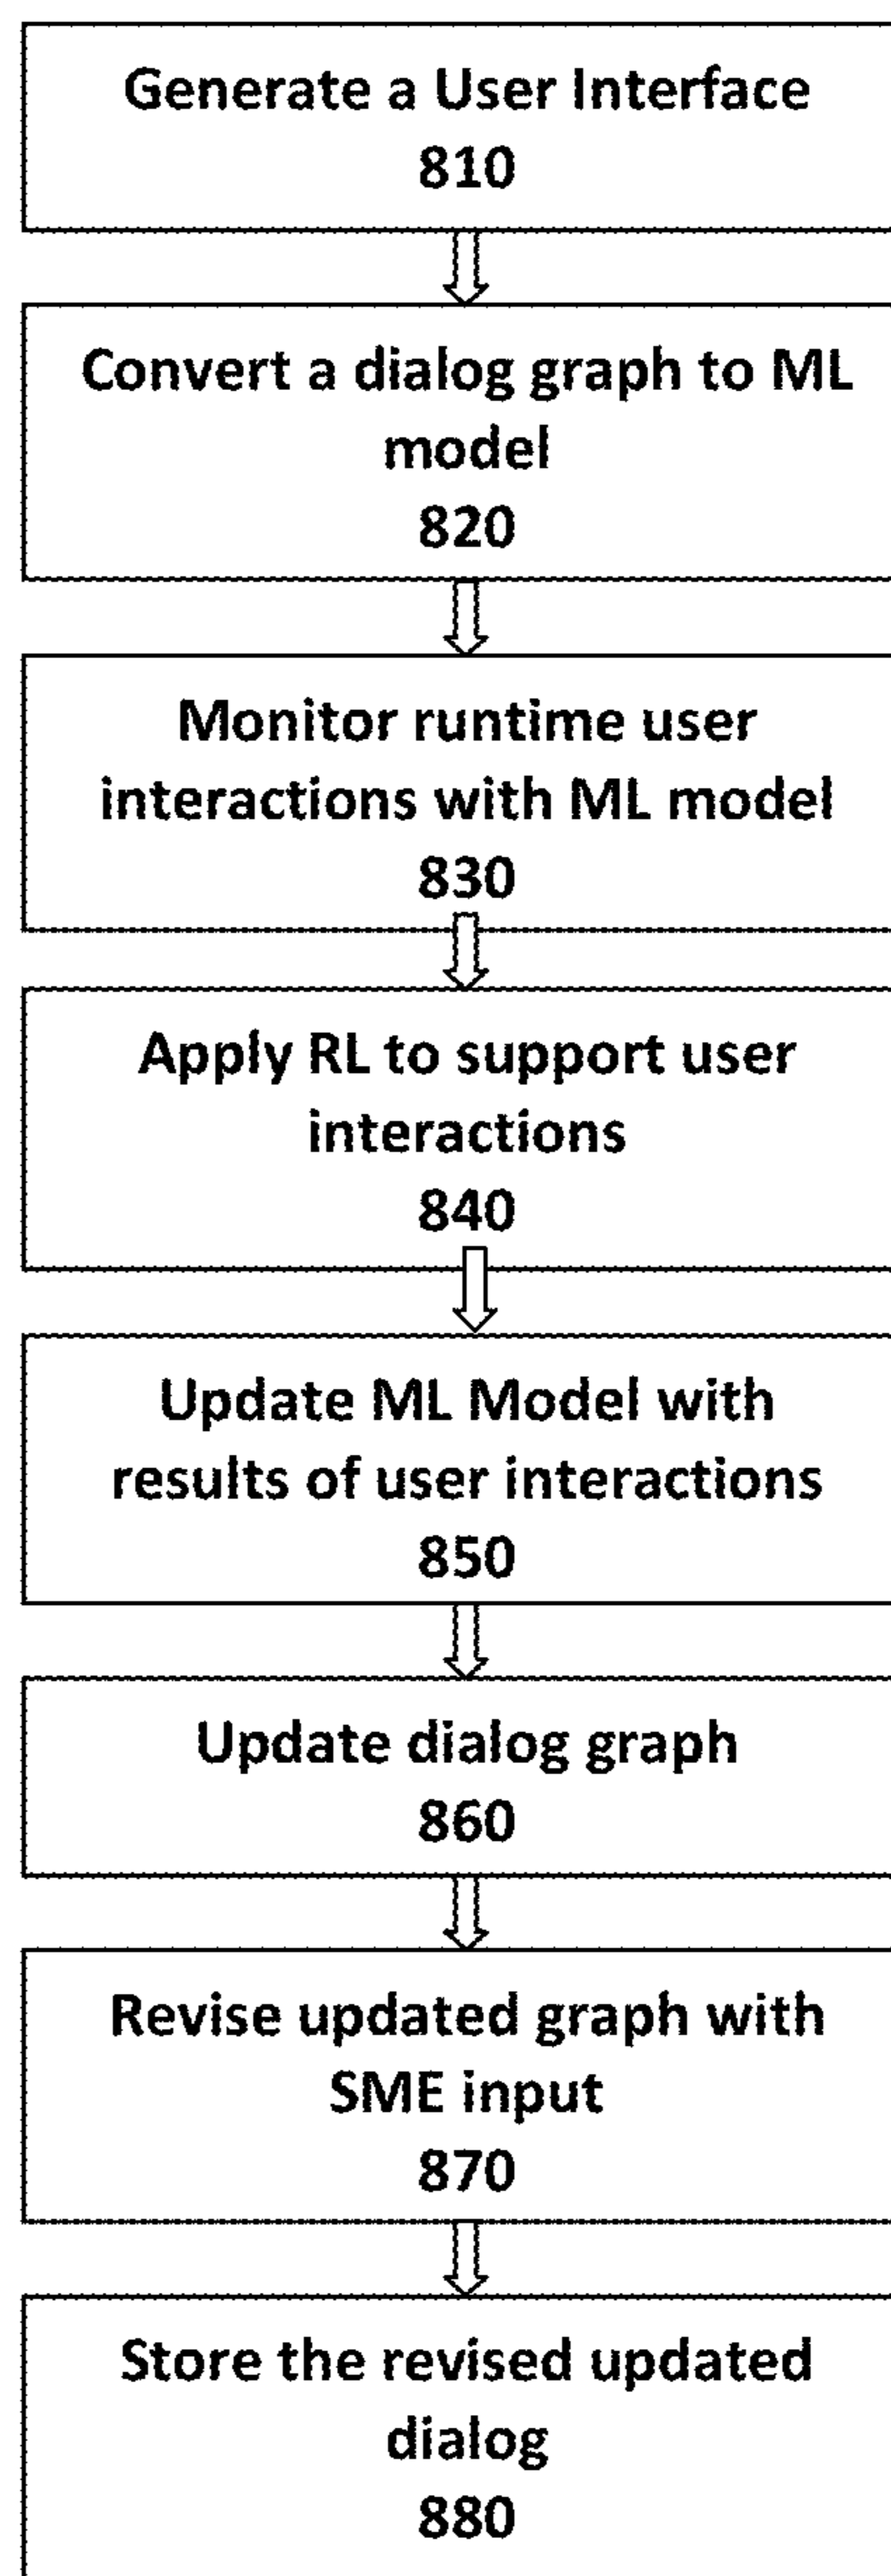 Generate a User Interface
810
Convert a dialog graph to ML
model
820
Monitor runtime user
interactions with ML model
830
Apply RL to support user
interactions
840
Update ML Model with
results of user interactions
850
Update dialog graph
860
Revise updated graph with
SME input
870
Store the revised updated
dialog
880